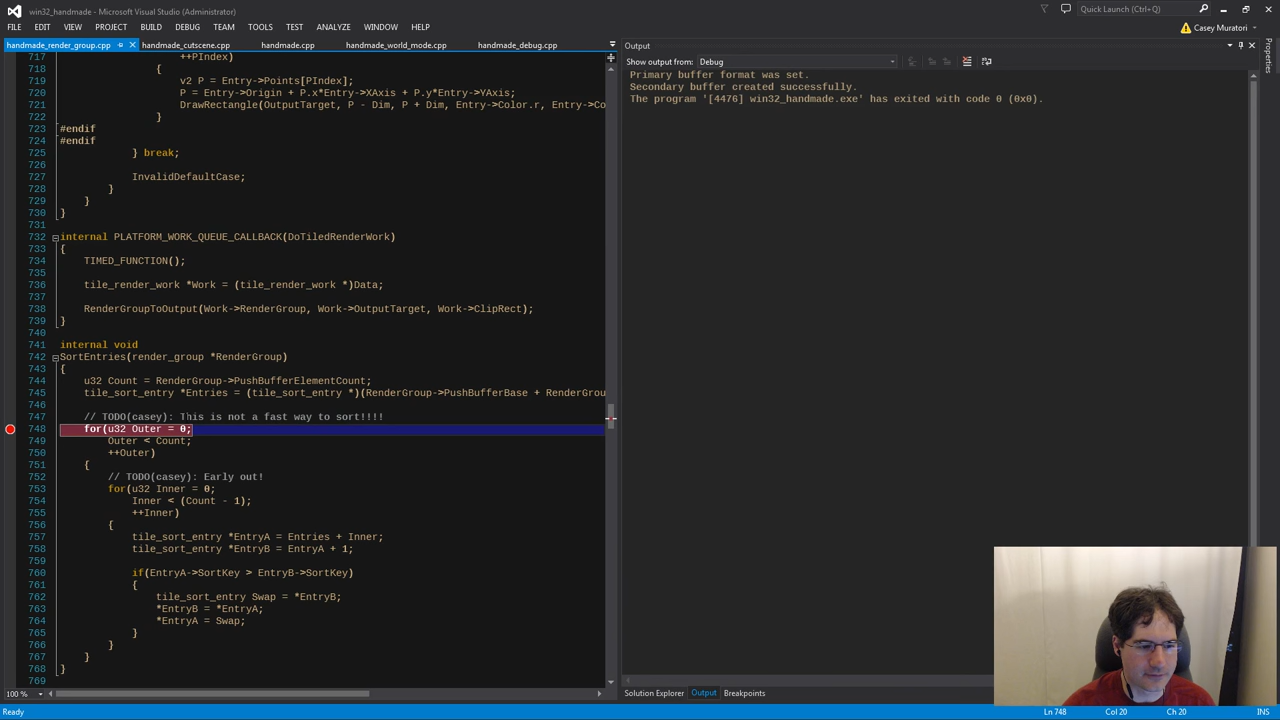 win32_handmade - Microsoft Visual Studio (Administrator)
Quick Launch (Ctrl+Q)
FILE EDIT VIEW PROJECT BUILD DEBUG TEAM TOOLS TEST ANALYZE WINDOW HELP
Casey Muratori
handmade_render_group.cpp handmade_cutscene.cpp handmade.cpp handmade_world_mode.cpp handmade_debug.cpp
717 ++PIndex)
718 {
719 v2 P = Entry->Points[PIndex];
720 P = Entry->Origin + P.x*Entry->XAxis + P.y*Entry->YAxis;
721 DrawRectangle(OutputTarget, P - Dim, P + Dim, Entry->Color.r, Entry->Co
722 }
723 #endif
724 #endif
725 } break;
726
727 InvalidDefaultCase;
728 }
729 }
730 }
731
732 internal PLATFORM_WORK_QUEUE_CALLBACK(DoTiledRenderWork)
733 {
734 TIMED_FUNCTION();
735
736 tile_render_work *Work = (tile_render_work *)Data;
737
738 RenderGroupToOutput(Work->RenderGroup, Work->OutputTarget, Work->ClipRect);
739 }
740
741 internal void
742 SortEntries(render_group *RenderGroup)
743 {
744 u32 Count = RenderGroup->PushBufferElementCount;
745 tile_sort_entry *Entries = (tile_sort_entry *)(RenderGroup->PushBufferBase + RenderGrou
746
747 // TODO(casey): This is not a fast way to sort!!!!
748 for(u32 Outer = 0;
749 Outer < Count;
750 ++Outer)
751 {
752 // TODO(casey): Early out!
753 for(u32 Inner = 0;
754 Inner < (Count - 1);
755 ++Inner)
756 {
757 tile_sort_entry *EntryA = Entries + Inner;
758 tile_sort_entry *EntryB = EntryA + 1;
759
760 if(EntryA->SortKey > EntryB->SortKey)
761 {
762 tile_sort_entry Swap = *EntryB;
763 *EntryB = *EntryA;
764 *EntryA = Swap;
765 }
766 }
767 }
768 }
769
100 %
Output
Show output from: Debug
Primary buffer format was set.
Secondary buffer created successfully.
The program '[4476] win32_handmade.exe' has exited with code 0 (0x0).
Properties
Solution Explorer Output Breakpoints
Ready Ln 748 Col 20 Ch 20 INS